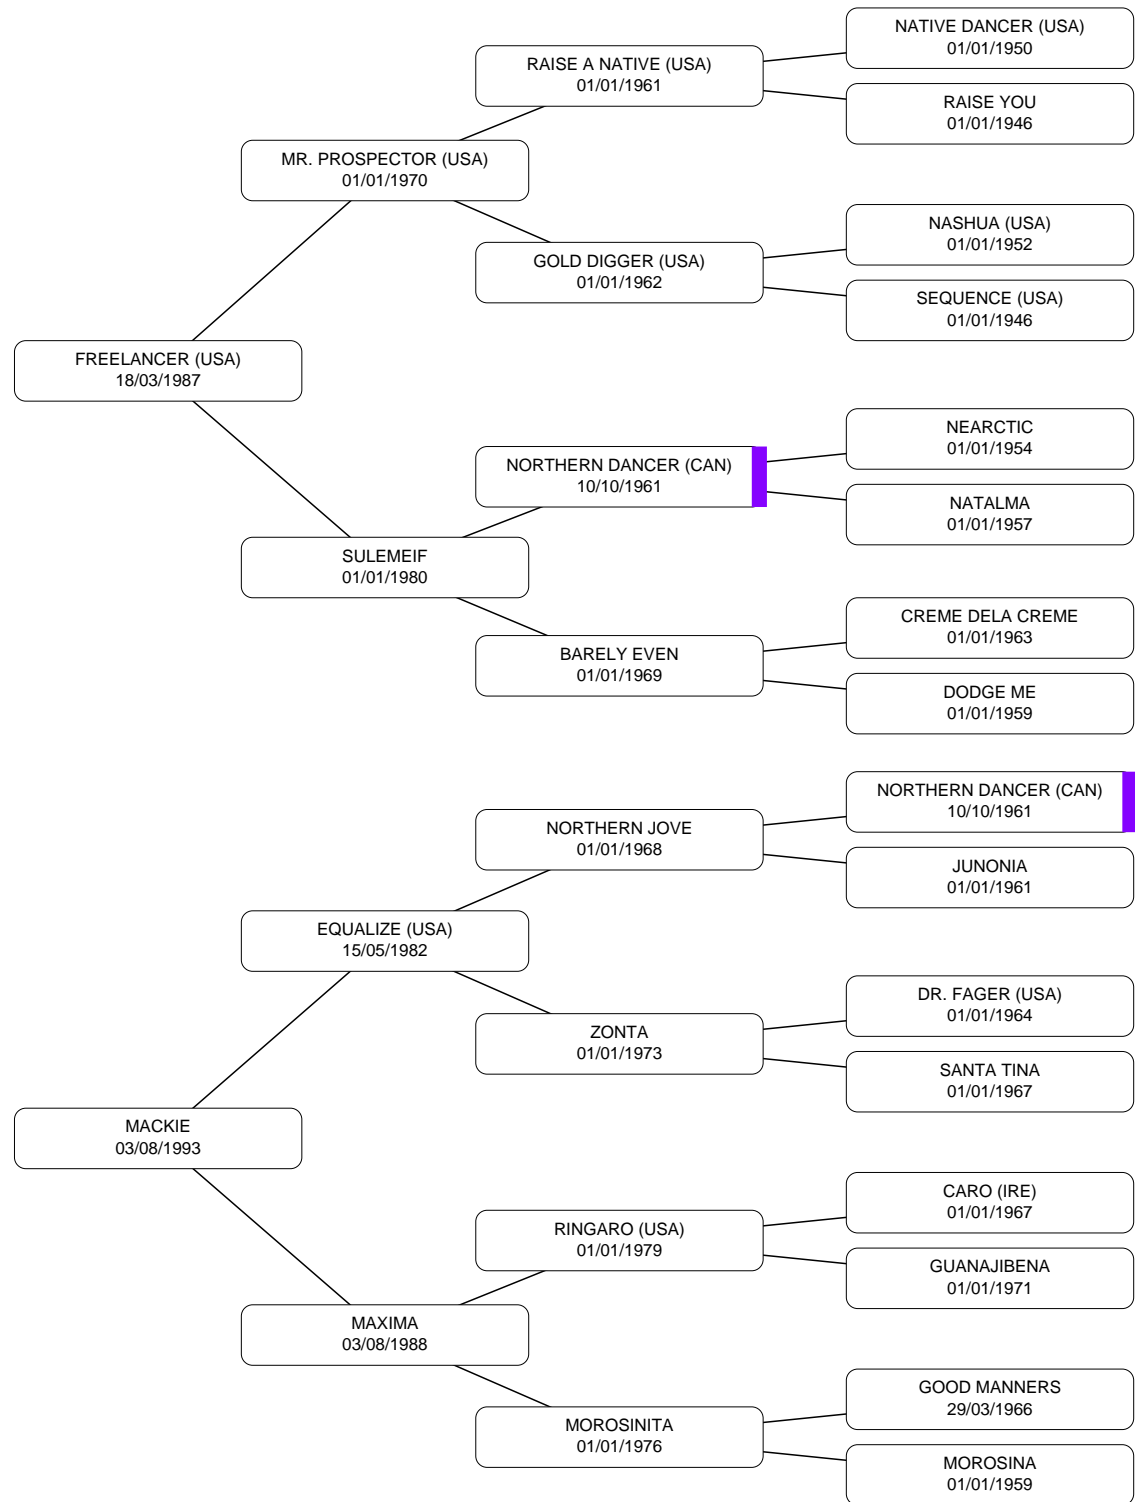 NATIVE DANCER (USA)
01/01/1950
RAISE A NATIVE (USA)
01/01/1961
RAISE YOU
01/01/1946
MR. PROSPECTOR (USA)
01/01/1970
NASHUA (USA)
01/01/1952
GOLD DIGGER (USA)
01/01/1962
SEQUENCE (USA)
01/01/1946
FREELANCER (USA)
18/03/1987
NEARCTIC
01/01/1954
NORTHERN DANCER (CAN)
10/10/1961
NATALMA
01/01/1957
SULEMEIF
01/01/1980
CREME DELA CREME
01/01/1963
BARELY EVEN
01/01/1969
DODGE ME
01/01/1959
NORTHERN DANCER (CAN)
10/10/1961
NORTHERN JOVE
01/01/1968
JUNONIA
01/01/1961
EQUALIZE (USA)
15/05/1982
DR. FAGER (USA)
01/01/1964
ZONTA
01/01/1973
SANTA TINA
01/01/1967
MACKIE
03/08/1993
CARO (IRE)
01/01/1967
RINGARO (USA)
01/01/1979
GUANAJIBENA
01/01/1971
MAXIMA
03/08/1988
GOOD MANNERS
29/03/1966
MOROSINITA
01/01/1976
MOROSINA
01/01/1959